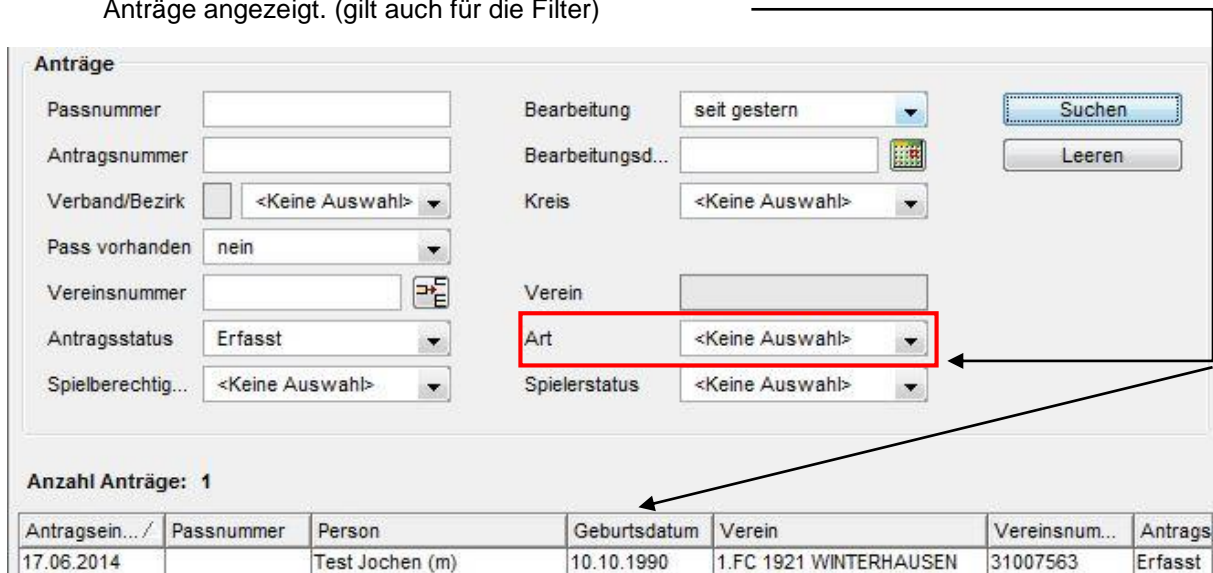 Anträge angezeigt. (gilt auch für die Filter)
Anträge
Passnummer Bearbeitung seit gestern Suchen
Antragsnummer Bearbeitungsd... Leeren
Verband/Bezirk <Keine Auswahl> Kreis <Keine Auswahl>
Pass vorhanden nein
Vereinsnummer Verein
Antragsstatus Erfasst Art <Keine Auswahl>
Spielberechtig... <Keine Auswahl> Spielerstatus <Keine Auswahl>
Anzahl Anträge: 1
Antragsein... Passnummer Person Geburtsdatum Verein Vereinsnum... Antrags
17.06.2014 Test Jochen (m) 10.10.1990 1.FC 1921 WINTERHAUSEN 31007563 Erfasst